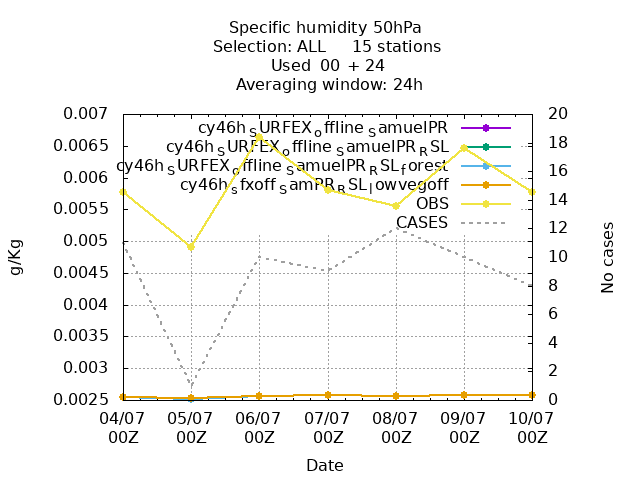 Specific humidity 50hPa
Selection: ALL 15 stations
Used 00 + 24
Averaging window: 24h
0.007
0.0065
0.006
0.0055
0.005
0.0045
0.004
0.0035
0.003
0.0025
g/Kg
cy46h_SURFEX_offline_samuelPR
cy46h_SURFEX_offline_samuelPR_RSL
cy46h_SURFEX_offline_samuelPR_RSL_forest
cy46h_sfxoff_samPR_RSL_lowvegoff
OBS
CASES
20
18
16
14
12
10
8
6
4
2
0
No cases
04/07 05/07 06/07 07/07 08/07 09/07 10/07
00Z 00Z 00Z 00Z 00Z 00Z 00Z
Date